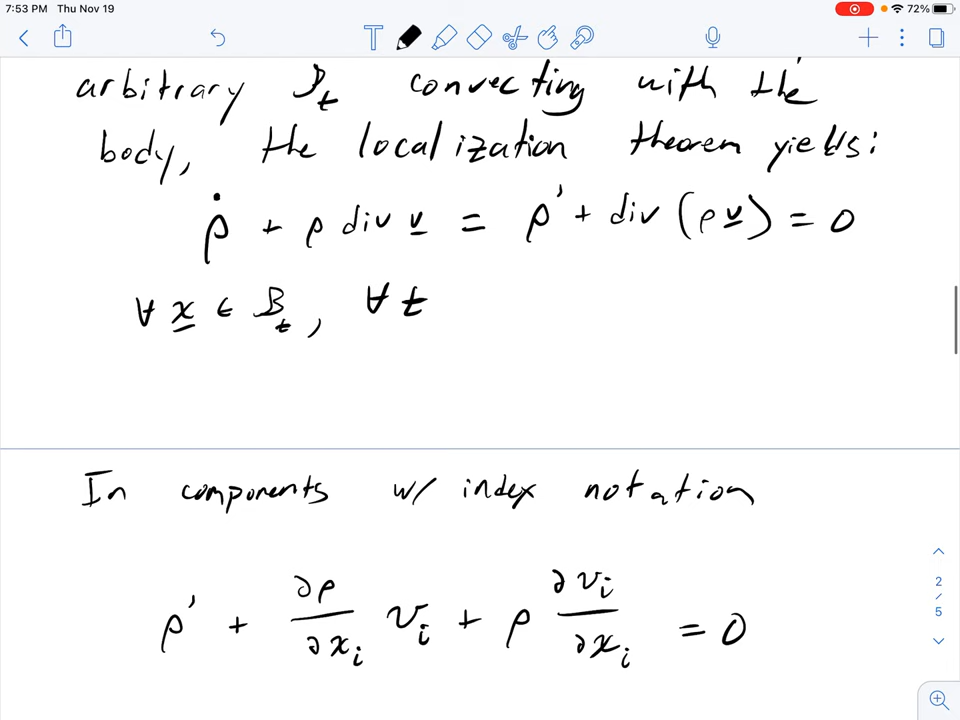 7:53 PM Thu Nov 19
72%
T
arbitrary ℬ_t convecting with the
body, the localization theorem yields:
ρ̇ + ρ div v̲ = ρ' + div (ρv̲) = 0
∀ x̲ ∈ ℬ_t, ∀ t
In components w/ index notation
ρ' + ∂ρ/∂x_i v_i + ρ ∂v_i/∂x_i = 0
2
/
5